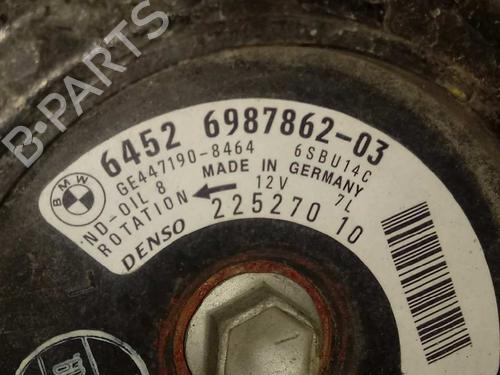 B-PARTS
BMW
6452 6987862-03
GE447190-8464 6SBU14C
ND-OIL 8 MADE IN GERMANY
ROTATION 12V 7L
DENSO 225270 10